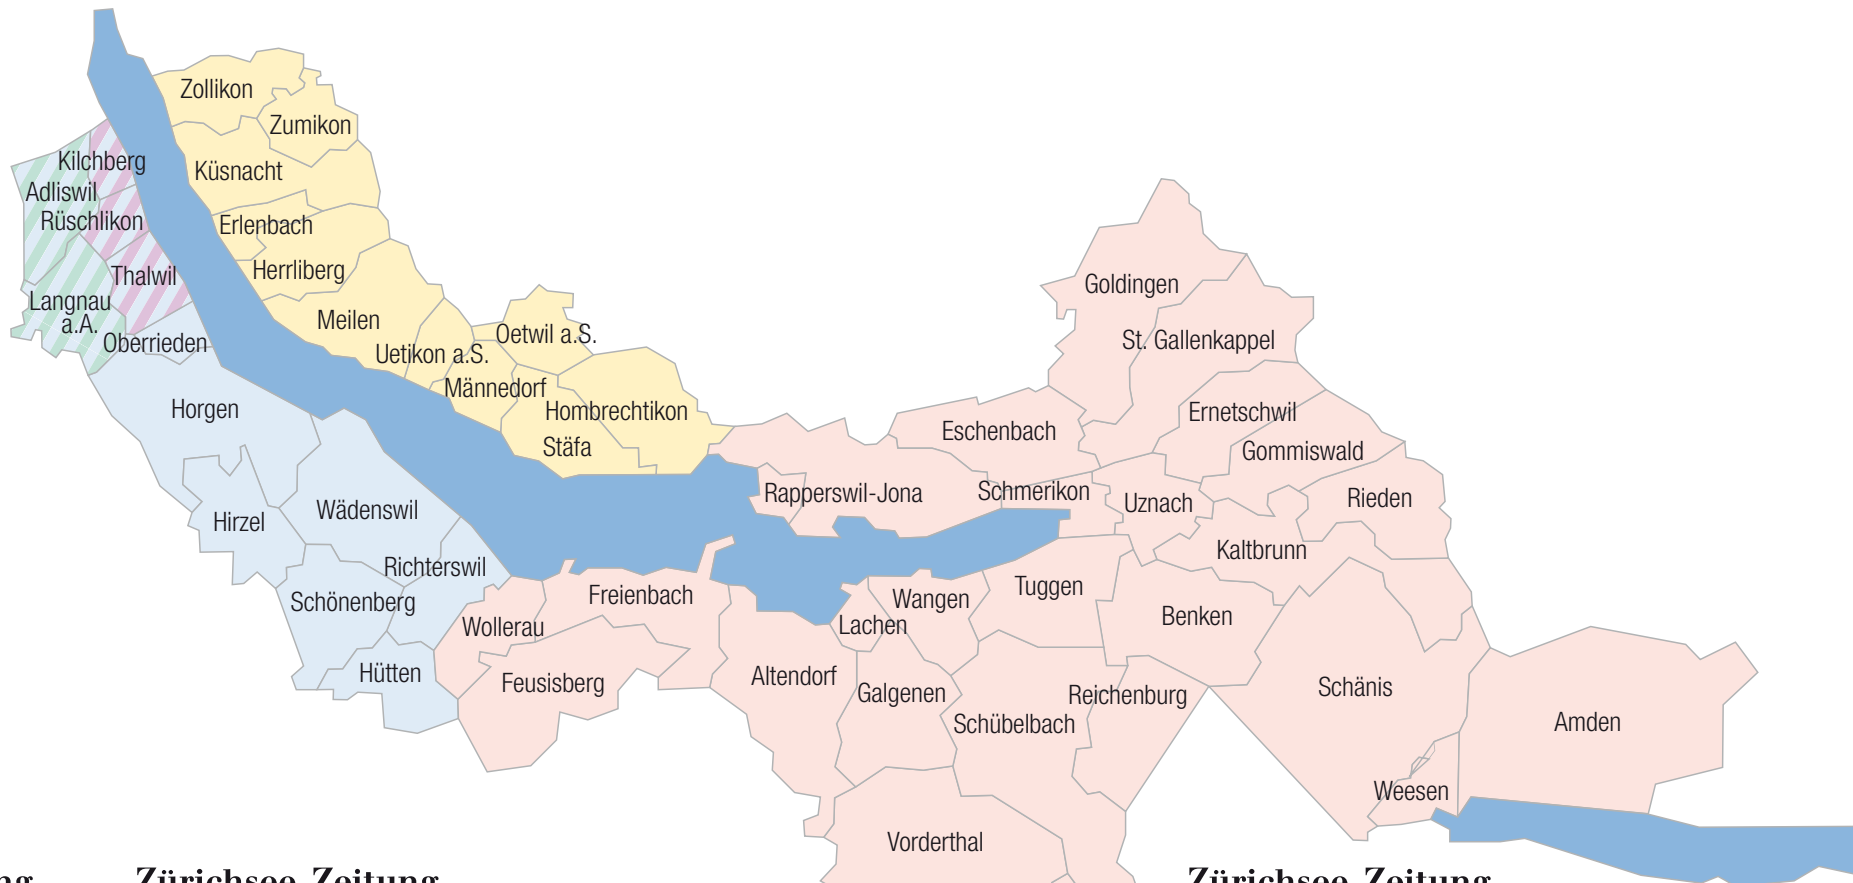 Zollikon
Zumikon
Kilchberg
Küsnacht
Adliswil
Rüschlikon
Erlenbach
Herrliberg
Thalwil
Langnau
a.A.
Oberrieden
Meilen
Oetwil a.S.
Uetikon a.S.
Männedorf
Hombrechtikon
Stäfa
Horgen
Goldingen
St. Gallenkappel
Ernetschwil
Eschenbach
Gommiswald
Rapperswil-Jona
Schmerikon
Uznach
Rieden
Hirzel
Wädenswil
Kaltbrunn
Richterswil
Schönenberg
Freienbach
Wangen
Tuggen
Wollerau
Lachen
Benken
Hütten
Feusisberg
Altendorf
Galgenen
Reichenburg
Schübelbach
Schänis
Amden
Weesen
Vorderthal
ng
Zürichsee-Zeitung
Zürichsee-Zeitung